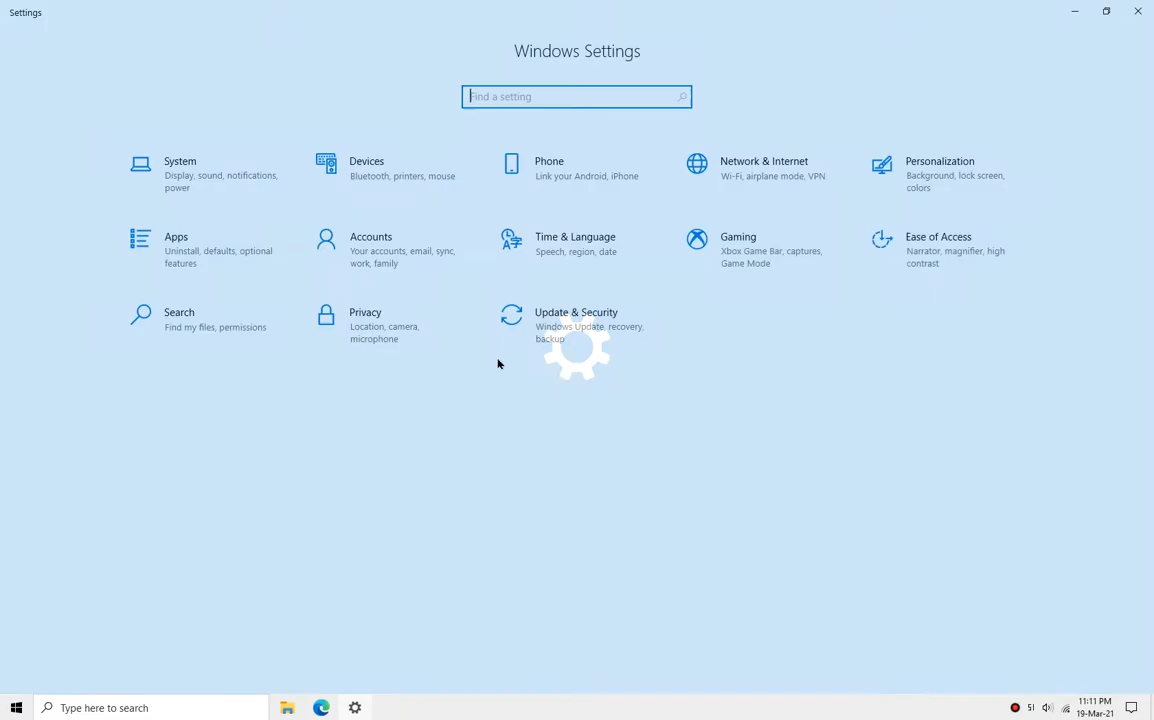 Settings
Windows Settings
Find a setting
System
Display, sound, notifications,
power
Devices
Bluetooth, printers, mouse
Phone
Link your Android, iPhone
Network & Internet
Wi-Fi, airplane mode, VPN
Personalization
Background, lock screen,
colors
Apps
Uninstall, defaults, optional
features
Accounts
Your accounts, email, sync,
work, family
Time & Language
Speech, region, date
Gaming
Xbox Game Bar, captures,
Game Mode
Ease of Access
Narrator, magnifier, high
contrast
Search
Find my files, permissions
Privacy
Location, camera,
microphone
Update & Security
Windows Update, recovery,
backup
Type here to search
SI
11:11 PM
19-Mar-21